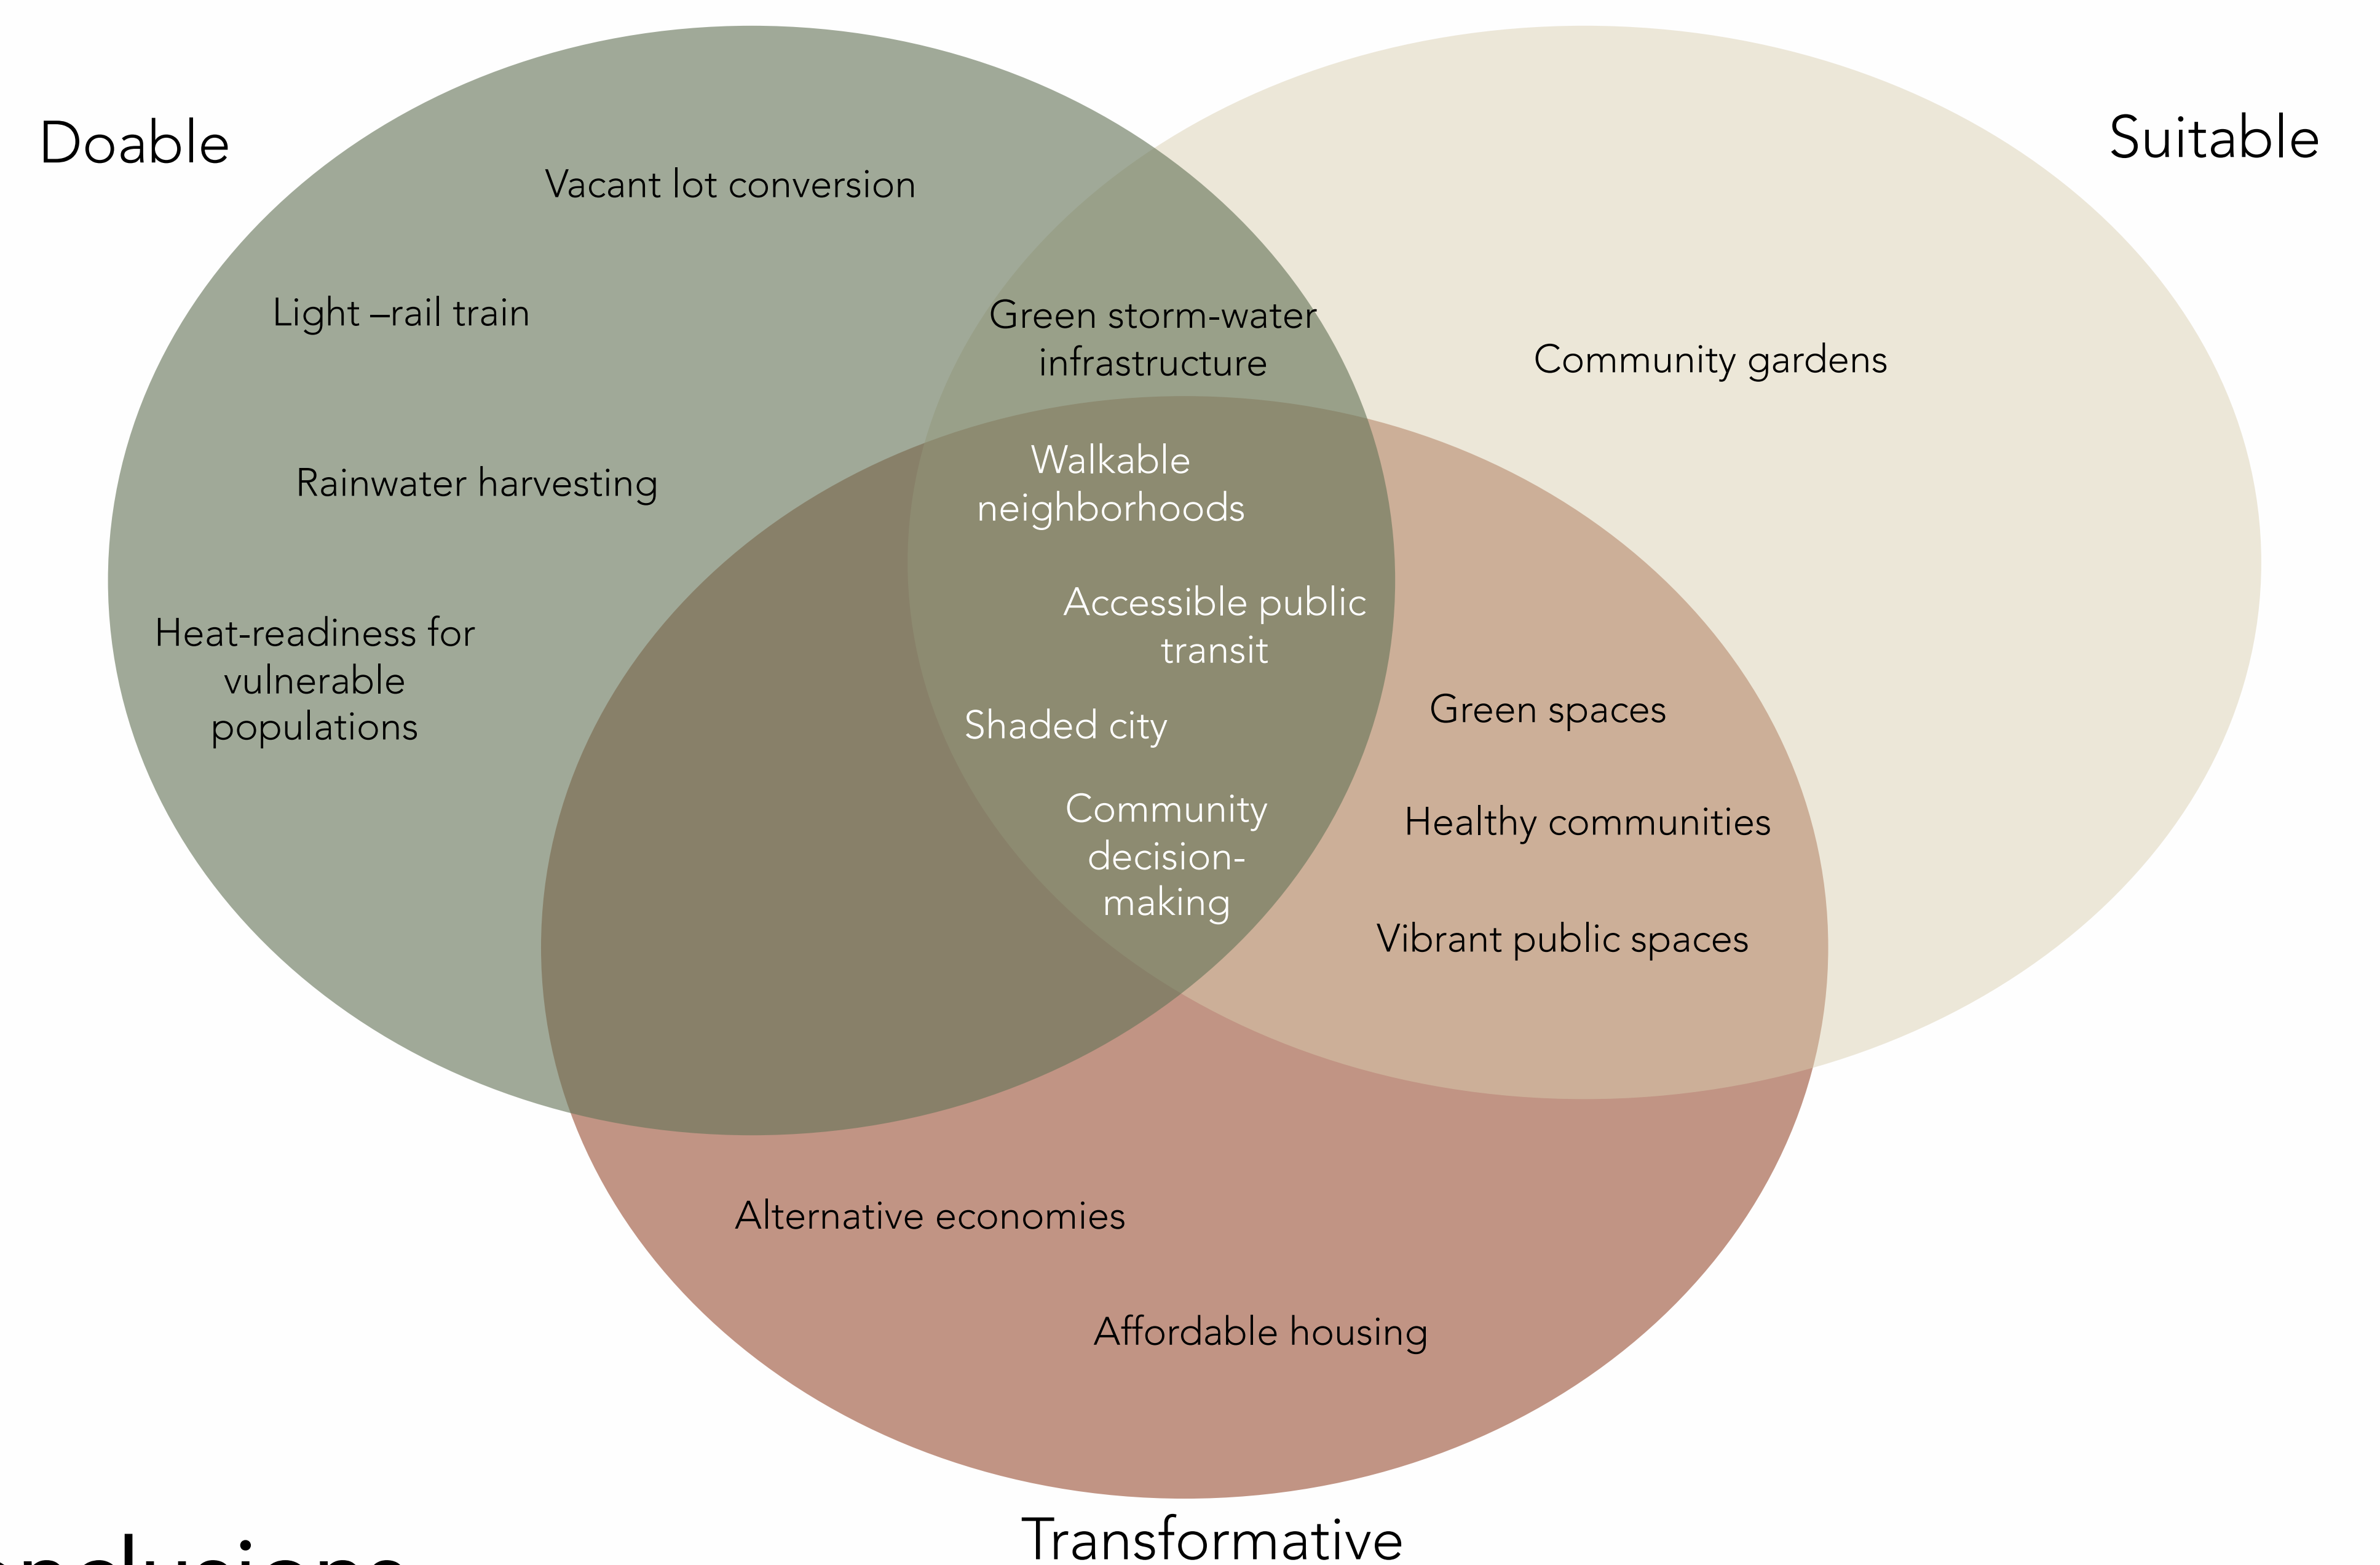 Doable
Suitable
Vacant lot conversion
Light –rail train
Green storm-water
infrastructure
Community gardens
Rainwater harvesting
Walkable
neighborhoods
Heat-readiness for
vulnerable
populations
Accessible public
transit
Shaded city
Green spaces
Community
decision-
making
Healthy communities
Vibrant public spaces
Alternative economies
Affordable housing
Transformative